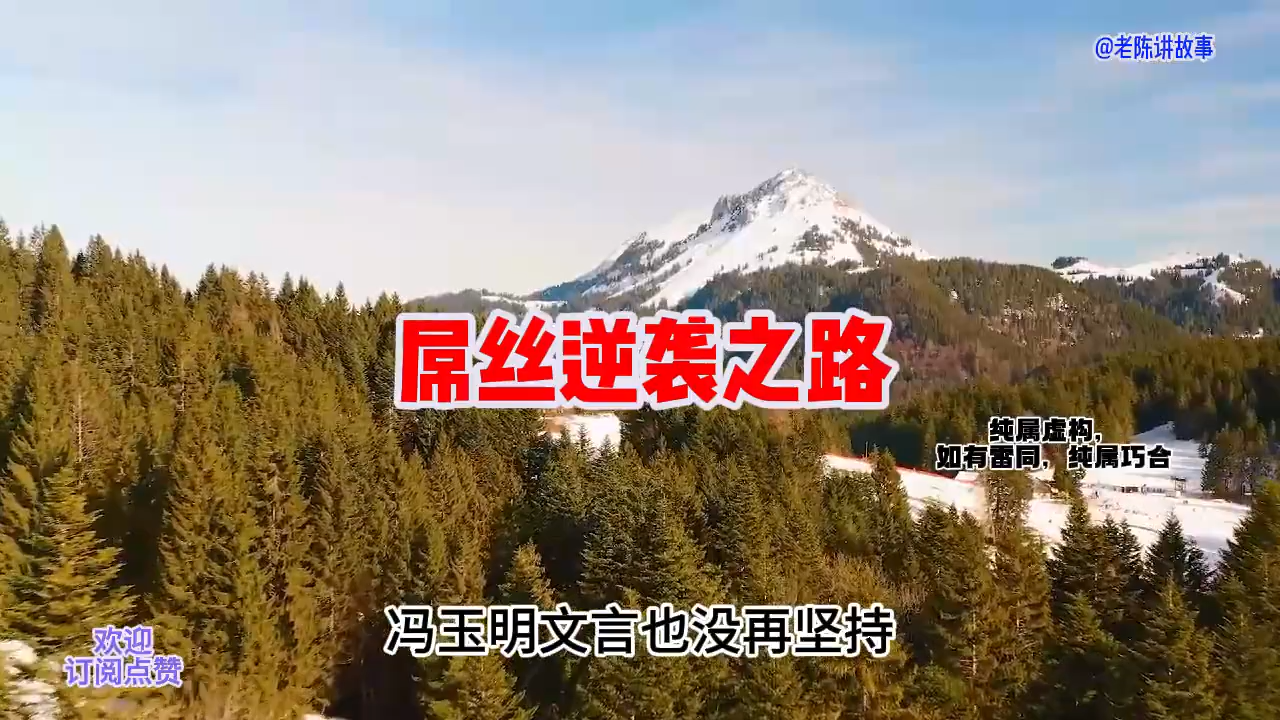 @老陈讲故事
屌丝逆袭之路
纯属虚构，
如有雷同，纯属巧合
冯玉明文言也没再坚持
欢迎
订阅点赞